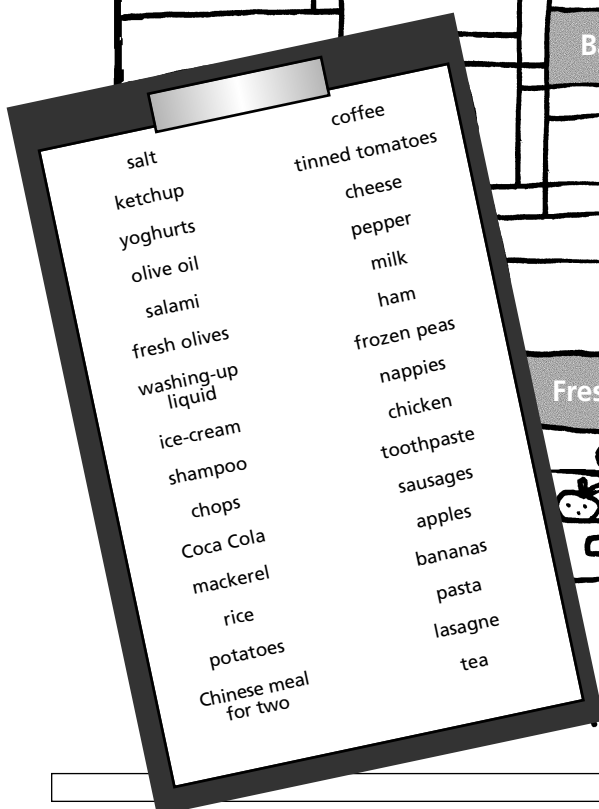 salt
ketchup
yoghurts
olive oil
salami
fresh olives
washing-up
liquid
ice-cream
shampoo
chops
Coca Cola
mackerel
rice
potatoes
Chinese meal
for two
coffee
tinned tomatoes
cheese
pepper
milk
ham
frozen peas
nappies
chicken
toothpaste
sausages
apples
bananas
pasta
lasagne
tea